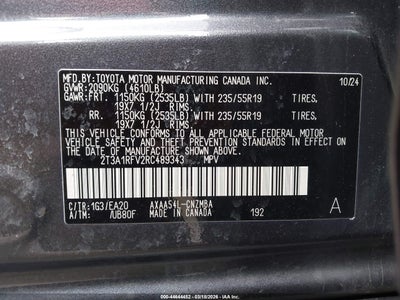 MFD.BY:TOYOTA MOTOR MANUFACTURING CANADA INC. 10/24
GVWR:2090KG (4610LB)
GAWR:FRT. 1150KG (2535LB) WITH 235/55R19 TIRES,
19X7 1/2J RIMS,
RR. 1150KG (2535LB) WITH 235/55R19 TIRES,
19X7 1/2J RIMS,
THIS VEHICLE CONFORMS TO ALL APPLICABLE FEDERAL MOTOR
VEHICLE SAFETY AND THEFT PREVENTION STANDARDS IN EFFECT
ON THE DATE OF MANUFACTURE SHOWN ABOVE.
2T3A1RFV2RC489343 MPV
C/TR:1G3/EA20 AXAA54L-CNZMBA
A/TM: /UB80F MADE IN CANADA 192 A
000-44644452 - 03/18/2026 - IAAI.COM